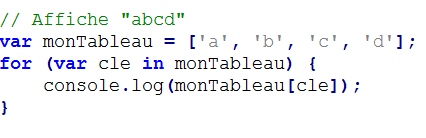 // Affiche "abcd"
var monTableau = ['a', 'b', 'c', 'd'];
for (var cle in monTableau) {
    console.log(monTableau[cle]);
}